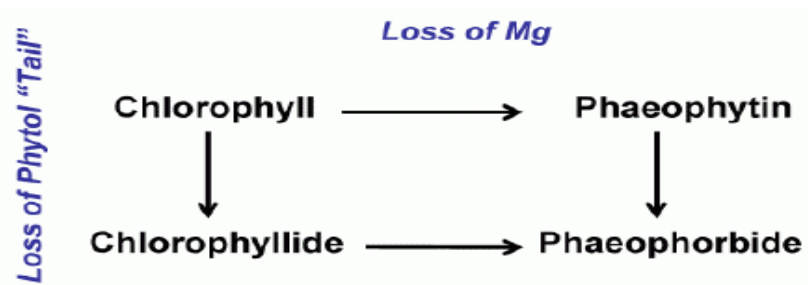 Loss of Mg
Loss of Phytol “Tail”
Chlorophyll
Phaeophytin
Chlorophyllide
Phaeophorbide